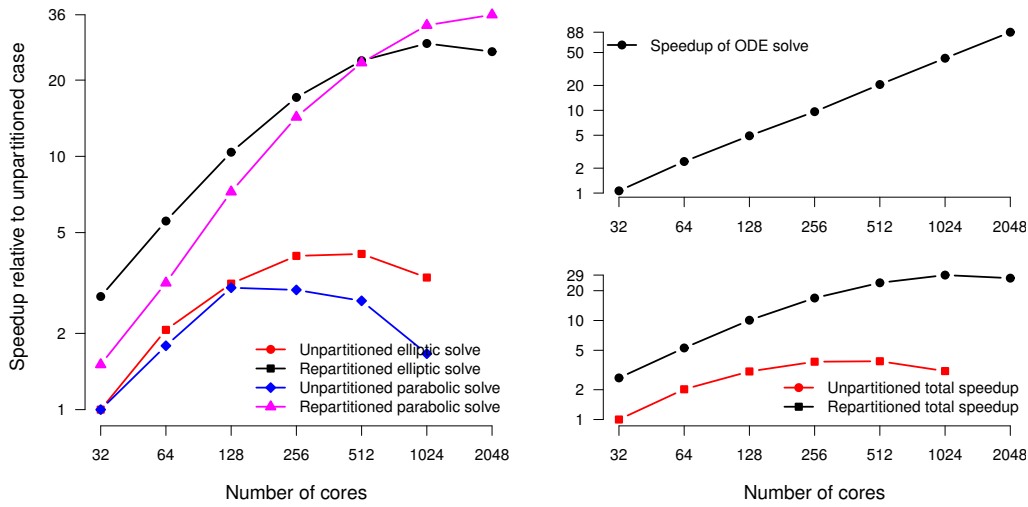 Speedup relative to unpartitioned case
36
20
10
5
2
1
Unpartitioned elliptic solve
Repartitioned elliptic solve
Unpartitioned parabolic solve
Repartitioned parabolic solve
32 64 128 256 512 1024 2048
Number of cores
88
50
20
10
5
2
1
Speedup of ODE solve
32 64 128 256 512 1024 2048
29
20
10
5
2
1
Unpartitioned total speedup
Repartitioned total speedup
32 64 128 256 512 1024 2048
Number of cores